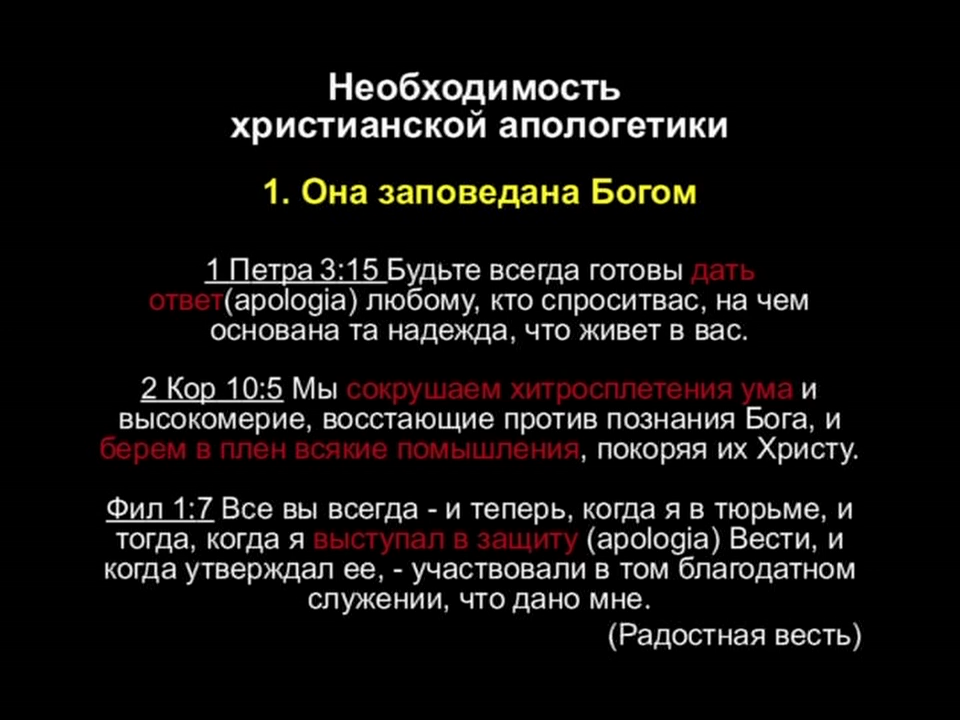 Необходимость
христианской апологетики
1. Она заповедана Богом
1 Петра 3:15 Будьте всегда готовы дать
ответ(apologia) любому, кто спроситвас, на чем
основана та надежда, что живет в вас.
2 Кор 10:5 Мы сокрушаем хитросплетения ума и
высокомерие, восстающие против познания Бога, и
берем в плен всякие помышления, покоряя их Христу.
Фил 1:7 Все вы всегда - и теперь, когда я в тюрьме, и
тогда, когда я выступал в защиту (apologia) Вести, и
когда утверждал ее, - участвовали в том благодатном
служении, что дано мне.
(Радостная весть)